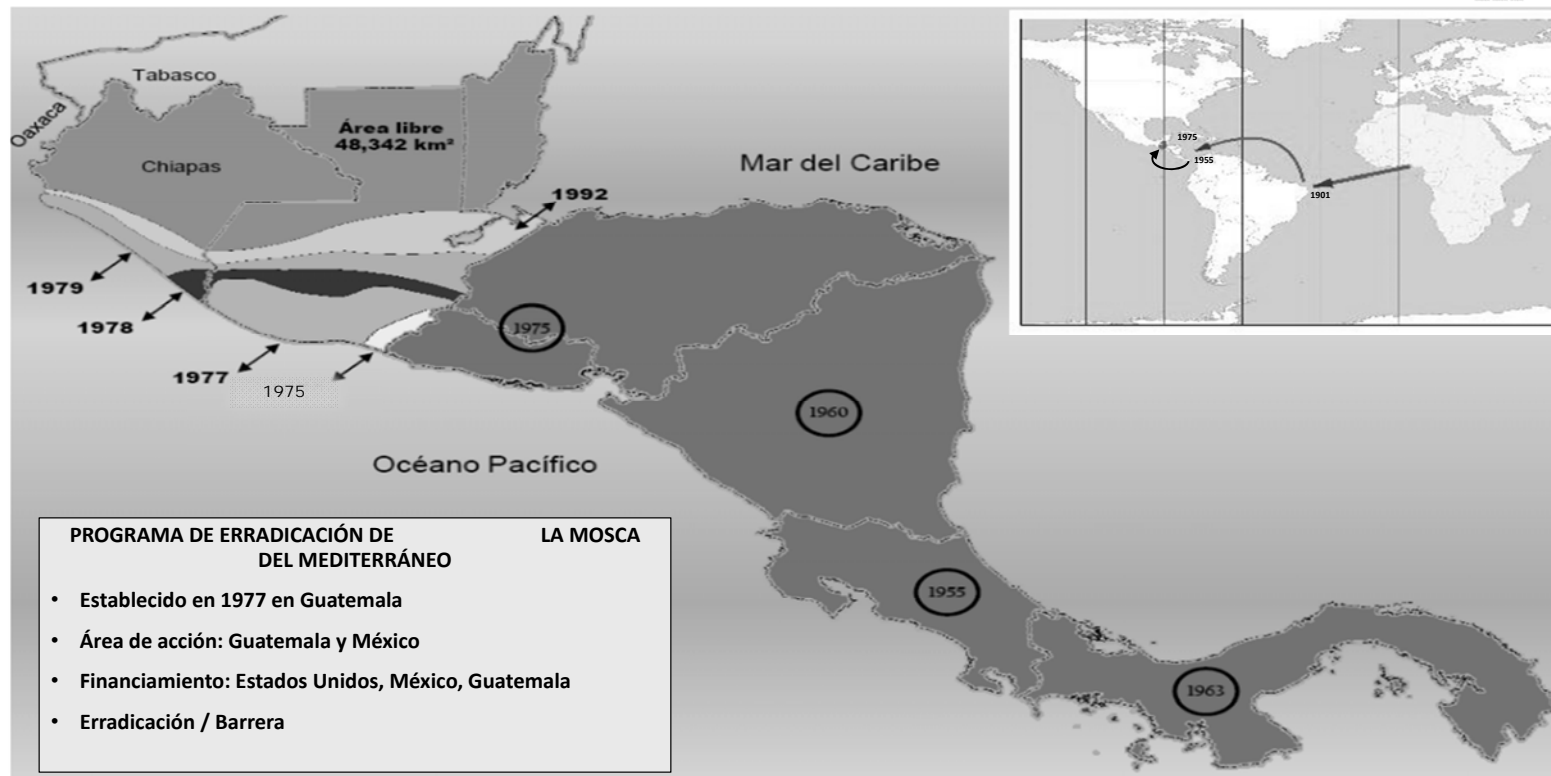 Tabasco
Oaxaca
Chiapas
Área libre
48,342 km²
Mar del Caribe
1992
1979
1978
1977
1975
1975
1960
1955
1963
Océano Pacífico
1975
1955
1901
PROGRAMA DE ERRADICACIÓN DE LA MOSCA
DEL MEDITERRÁNEO
• Establecido en 1977 en Guatemala
• Área de acción: Guatemala y México
• Financiamiento: Estados Unidos, México, Guatemala
• Erradicación / Barrera